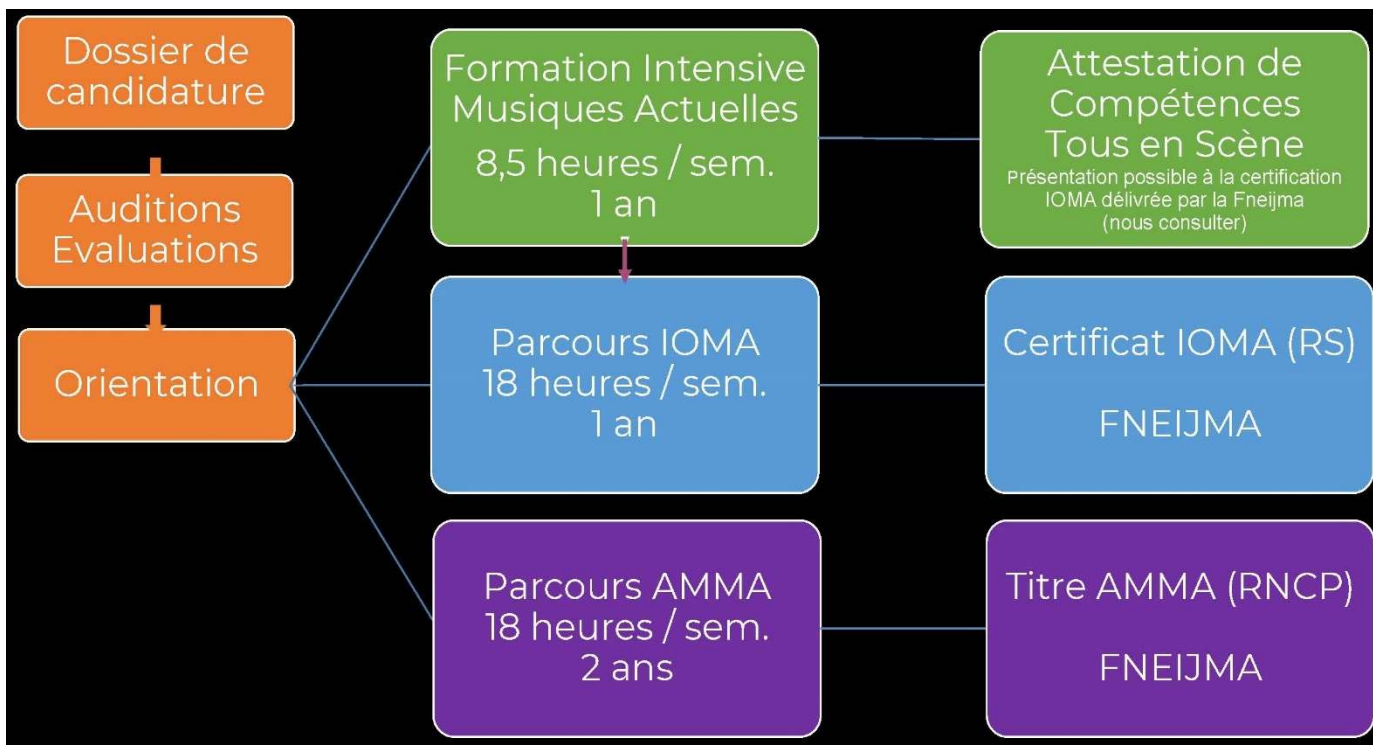 Dossier de
candidature
Auditions
Evaluations
Orientation
Formation Intensive
Musiques Actuelles
8,5 heures / sem.
1 an
Parcours IOMA
18 heures / sem.
1 an
Parcours AMMA
18 heures / sem.
2 ans
Attestation de
Compétences
Tous en Scène
Présentation possible à la certification
IOMA délivrée par la Fneijma
(nous consulter)
Certificat IOMA (RS)
FNEIJMA
Titre AMMA (RNCP)
FNEIJMA